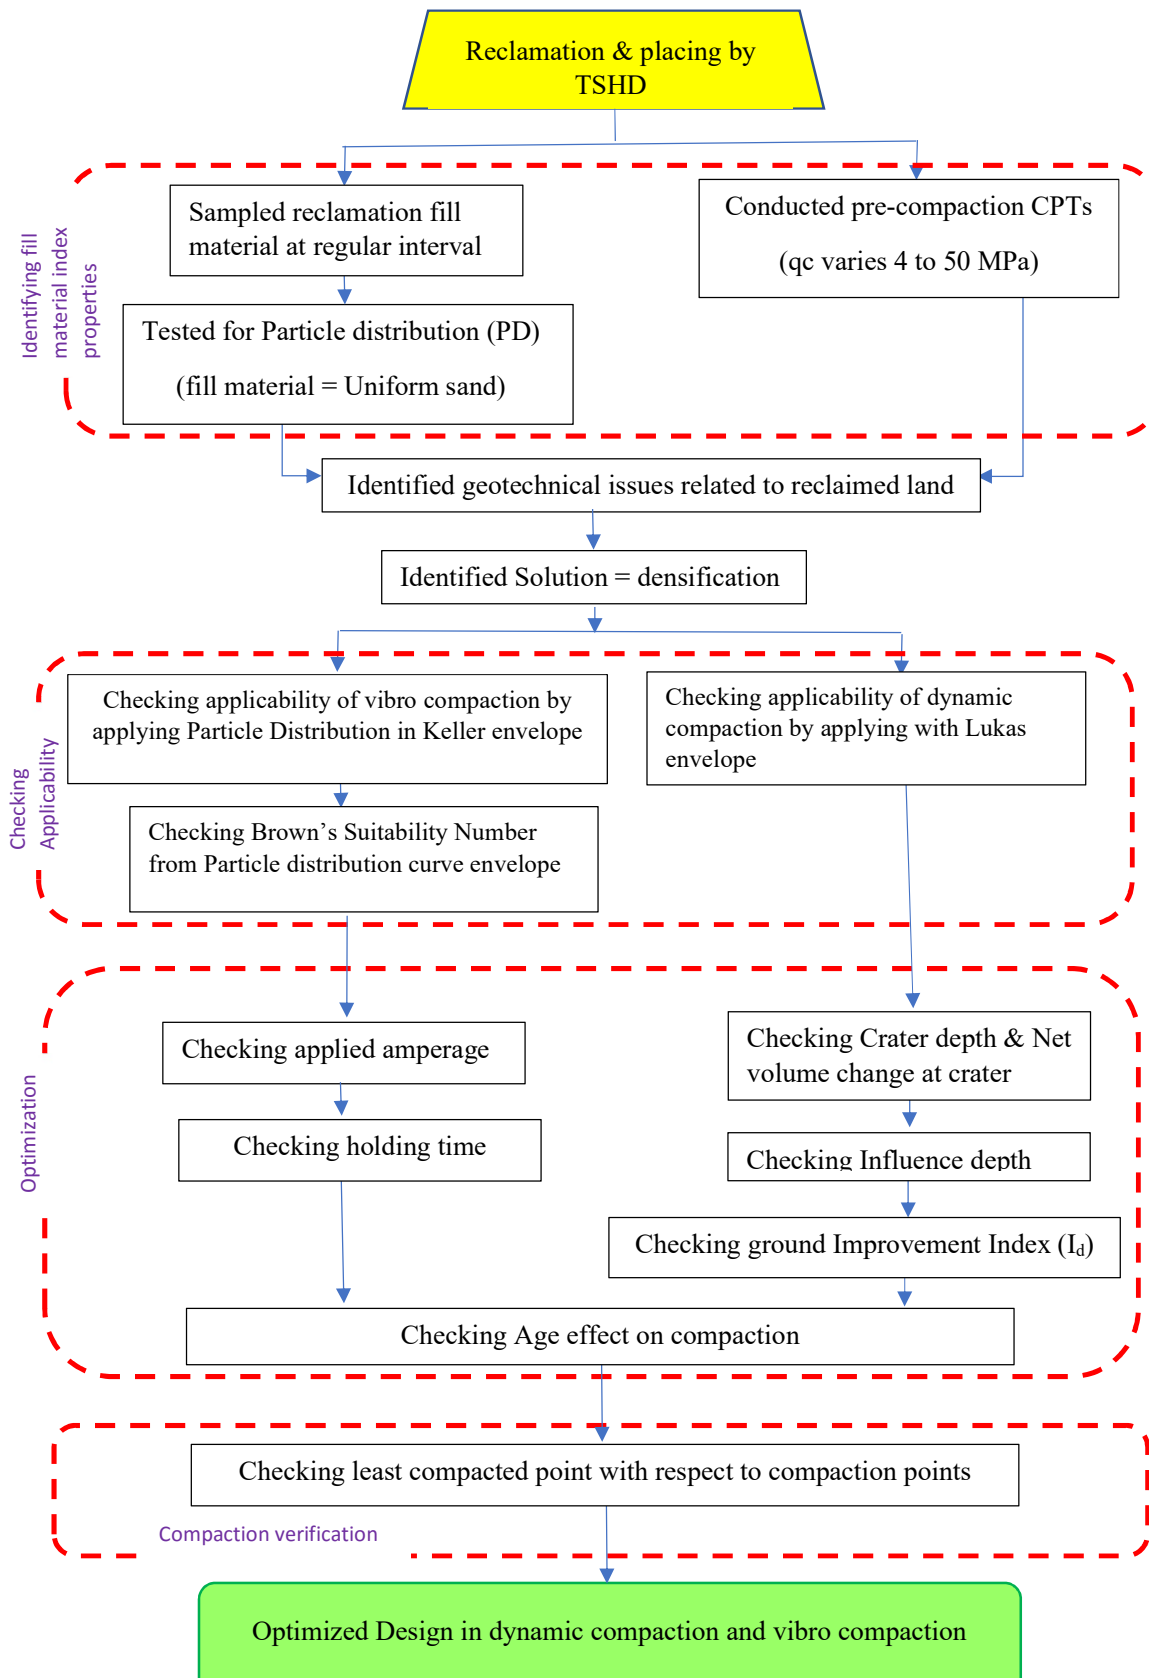 Reclamation & placing by
TSHD
Identifying fill
material index
properties
Sampled reclamation fill
material at regular interval
Conducted pre-compaction CPTs
(qc varies 4 to 50 MPa)
Tested for Particle distribution (PD)
(fill material = Uniform sand)
Identified geotechnical issues related to reclaimed land
Identified Solution = densification
Checking
Applicability
Checking applicability of vibro compaction by
applying Particle Distribution in Keller envelope
Checking applicability of dynamic
compaction by applying with Lukas
envelope
Checking Brown’s Suitability Number
from Particle distribution curve envelope
Optimization
Checking applied amperage
Checking holding time
Checking Crater depth & Net
volume change at crater
Checking Influence depth
Checking ground Improvement Index (Id)
Checking Age effect on compaction
Checking least compacted point with respect to compaction points
Compaction verification
Optimized Design in dynamic compaction and vibro compaction